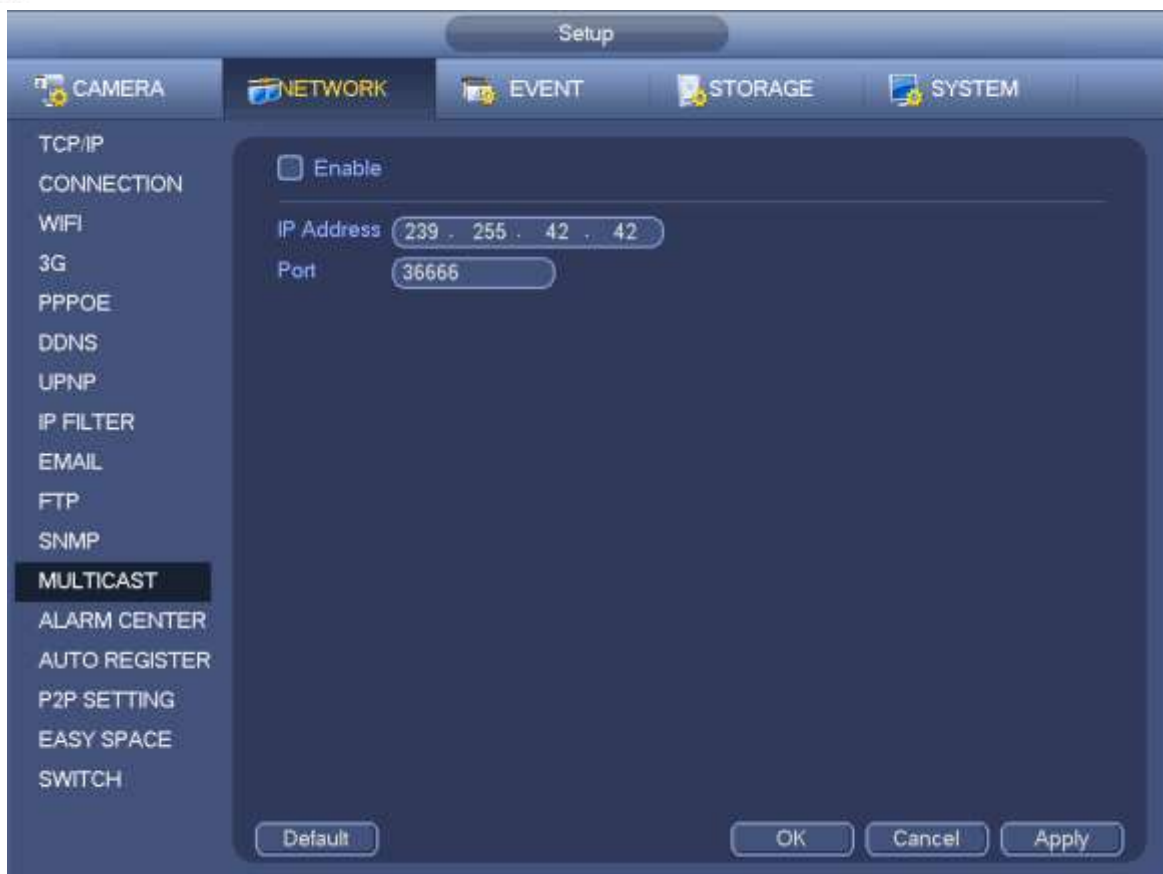 Setup
CAMERA NETWORK EVENT STORAGE SYSTEM
TCP/IP
CONNECTION
WIFI
3G
PPPOE
DDNS
UPNP
IP FILTER
EMAIL
FTP
SNMP
MULTICAST
ALARM CENTER
AUTO REGISTER
P2P SETTING
EASY SPACE
SWITCH
Enable
IP Address 239 . 255 . 42 . 42
Port 36666
Default OK Cancel Apply